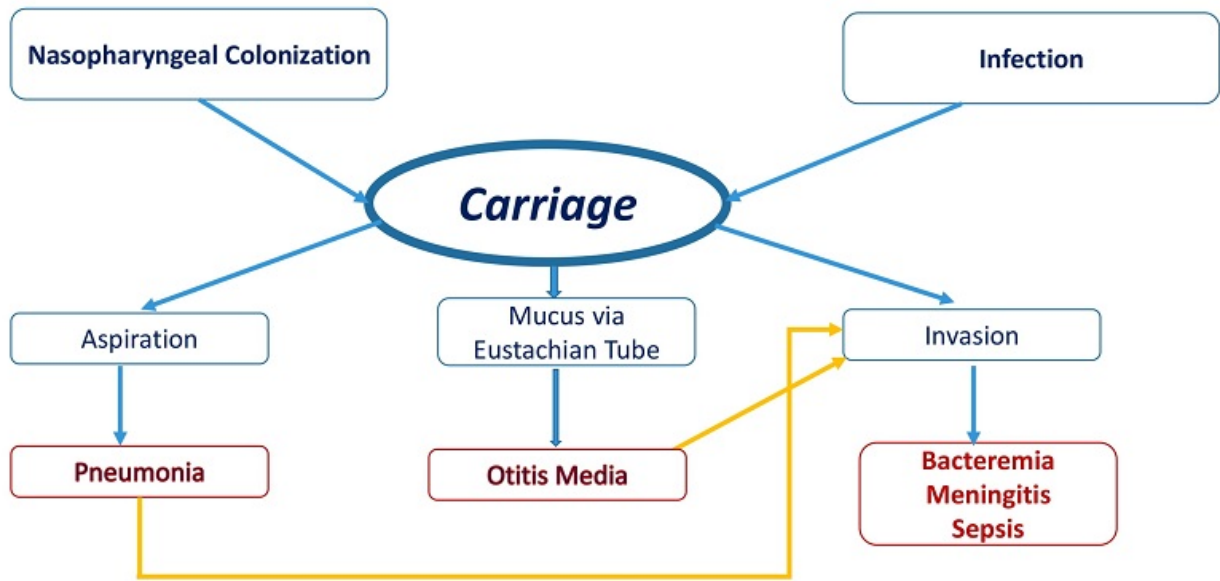 Nasopharyngeal Colonization
Infection
Carriage
Aspiration
Mucus via
Eustachian Tube
Invasion
Pneumonia
Otitis Media
Bacteremia
Meningitis
Sepsis